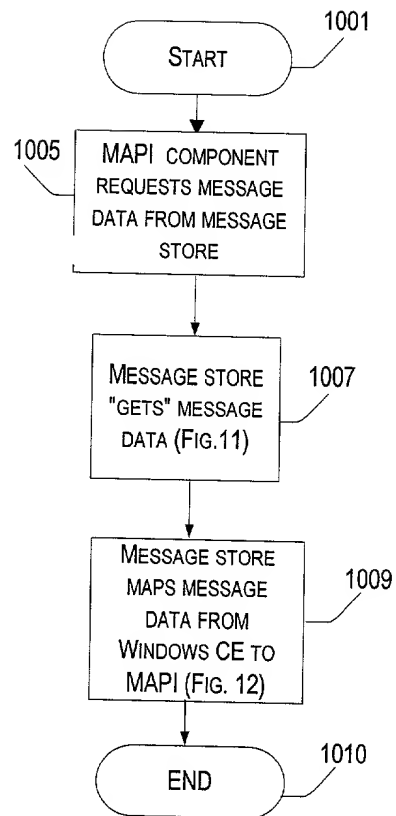 START
1001
1005
MAPI COMPONENT
REQUESTS MESSAGE
DATA FROM MESSAGE
STORE
MESSAGE STORE
"GETS" MESSAGE
DATA (FIG.11)
1007
MESSAGE STORE
MAPS MESSAGE
DATA FROM
WINDOWS CE TO
MAPI (FIG. 12)
1009
END
1010